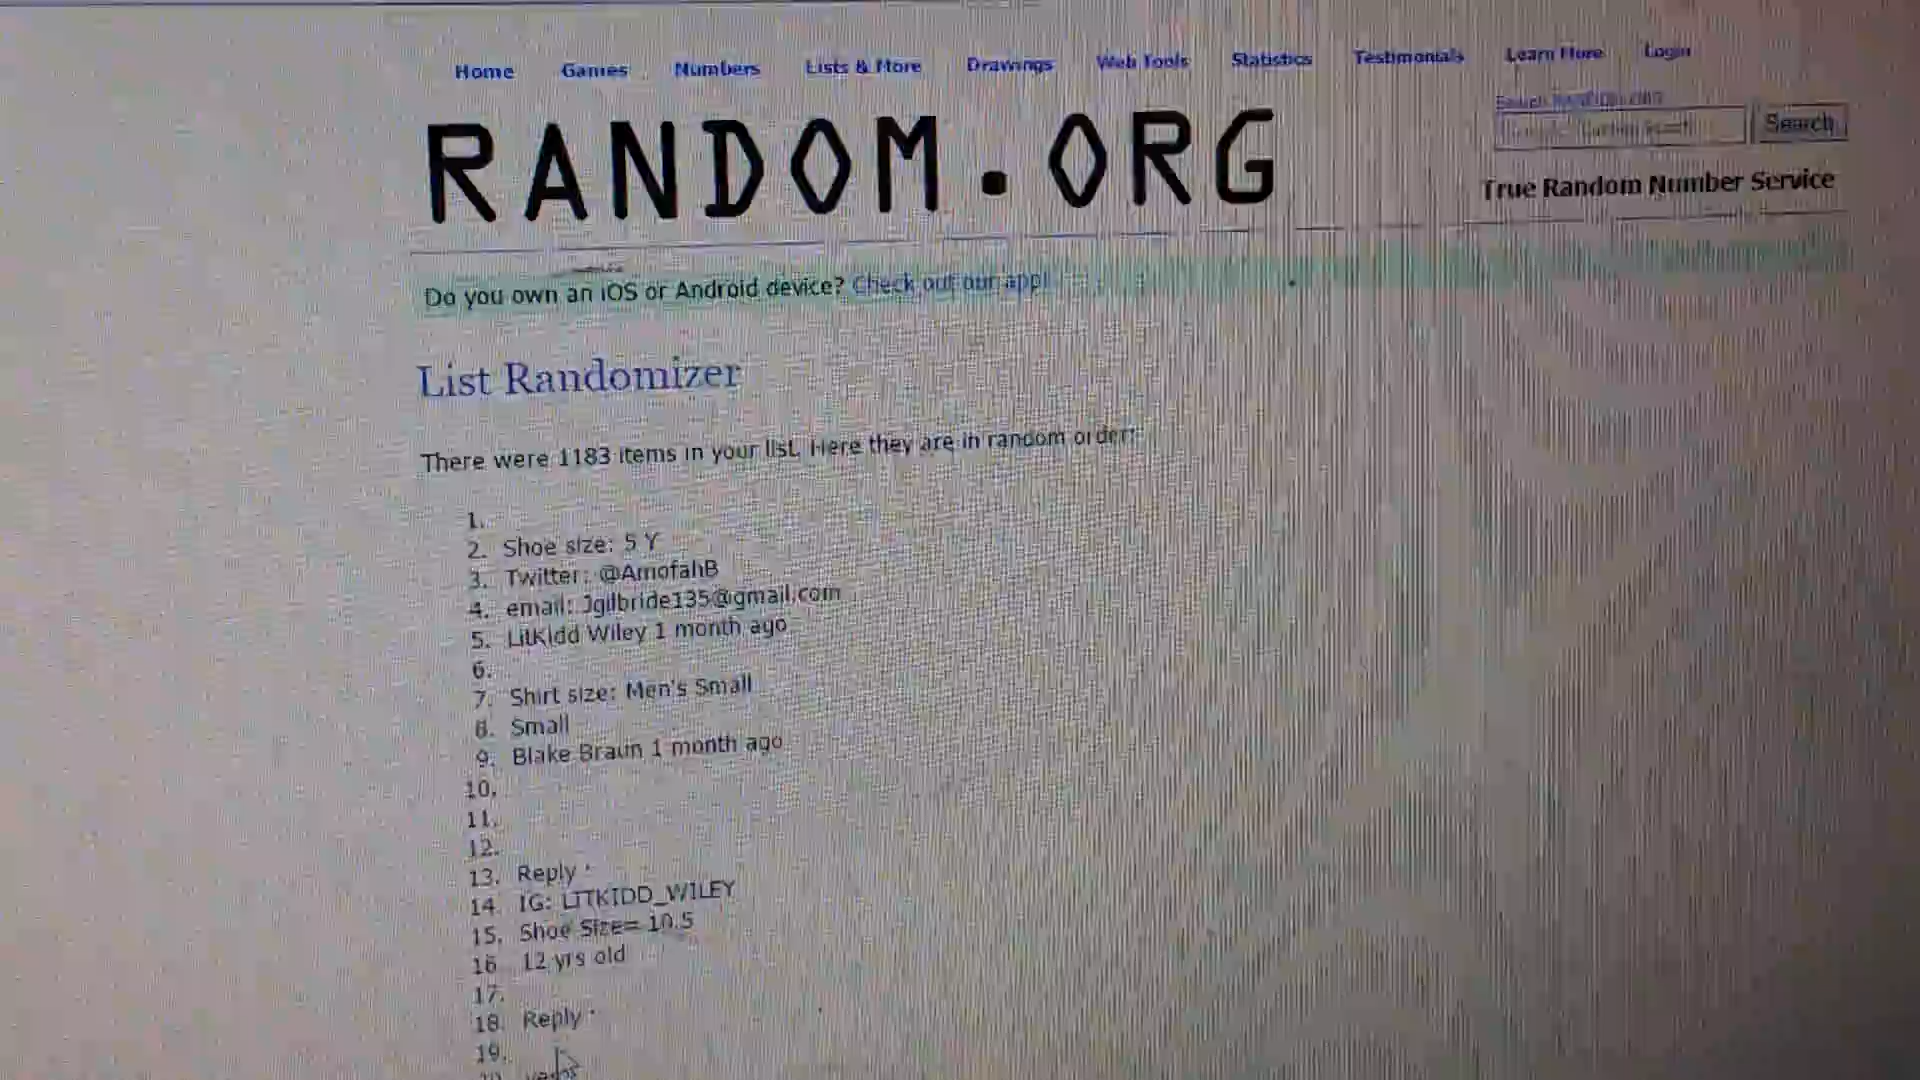 Home Games Numbers Lists & More Drawings Web Tools Statistics Testimonials Learn More Login
RANDOM.ORG
Search
True Random Number Service
Do you own an iOS or Android device? Check out our app!
List Randomizer
There were 1183 items in your list. Here they are in random order:
1.
2. Shoe size: 5 Y
3. Twitter: @AmofahB
4. email: Jgilbride135@gmail.com
5. LitKidd Wiley 1 month ago
6.
7. Shirt size: Men's Small
8. Small
9. Blake Braun 1 month ago
10.
11.
12.
13. Reply ·
14. IG: LITKIDD_WILEY
15. Shoe Size= 10.5
16. 12 yrs old
17.
18. Reply ·
19.